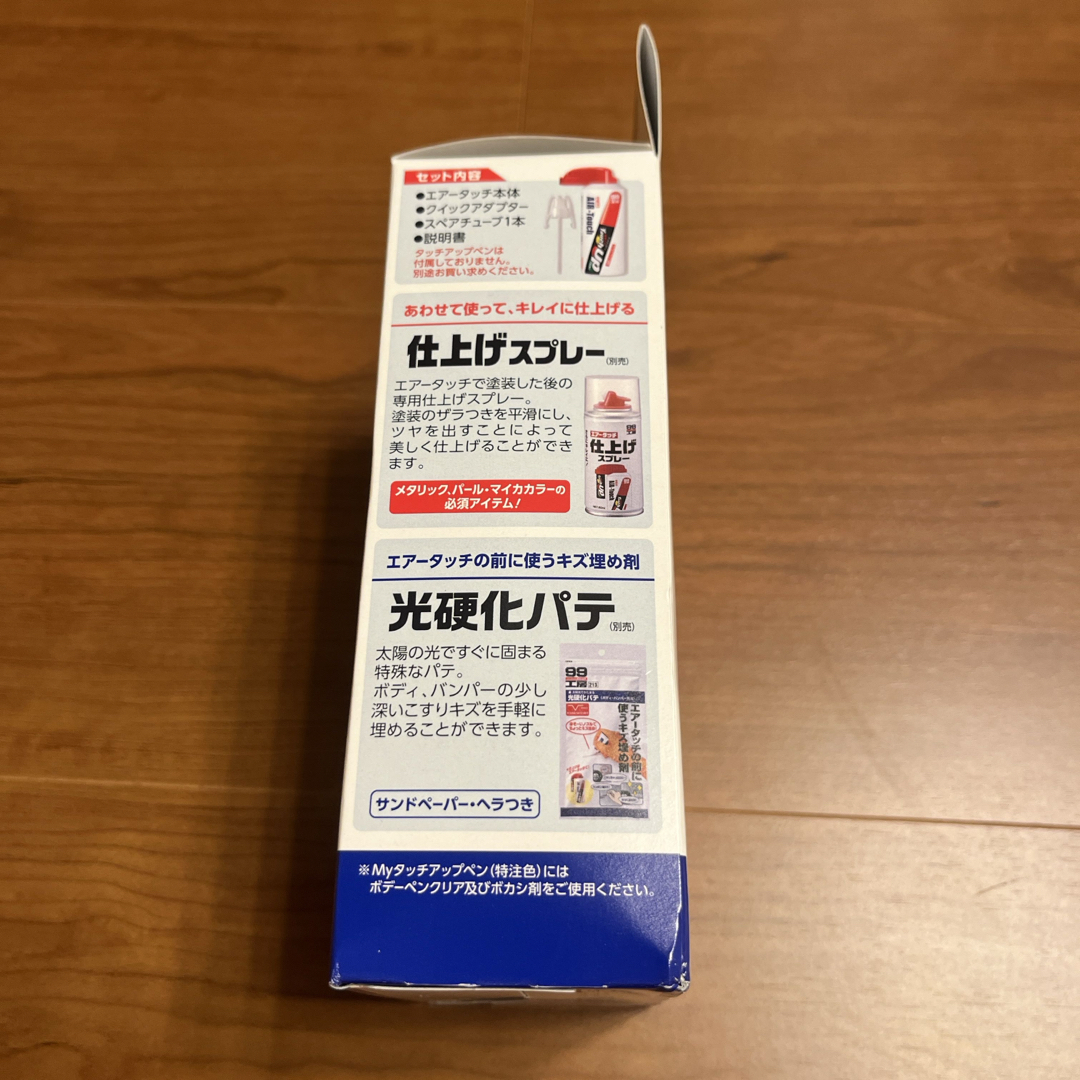 セット内容
●エアータッチ本体
●クイックアダプター
●スペアチューブ1本
●説明書
タッチアップペンは
付属しておりません。
別途お買い求めください。
AIR-Touch
あわせて使って、キレイに仕上げる
仕上げスプレー(別売)
エアータッチで塗装した後の
専用仕上げスプレー。
塗装のザラつきを平滑にし、
ツヤを出すことによって
美しく仕上げることができ
ます。
メタリック、パール・マイカカラーの
必須アイテム!
エアータッチ
仕上げ
スプレー
エアータッチの前に使うキズ埋め剤
光硬化パテ(別売)
太陽の光ですぐに固まる
特殊なパテ。
ボディ、バンパーの少し
深いこすりキズを手軽に
埋めることができます。
サンドペーパー・ヘラつき
99
工房
光硬化パテ
エアータッチの前に
使うキズ埋め剤
※Myタッチアップペン(特注色)には
ボデーペンクリア及びボカシ剤をご使用ください。